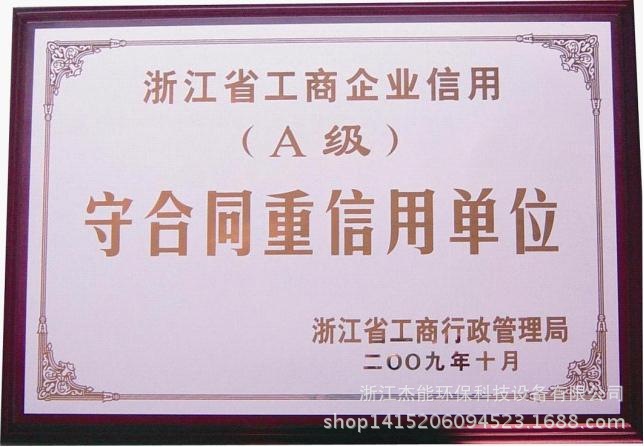 浙江省工商企业信用
（A级）
守合同重信用单位
浙江省工商行政管理局
二OO九年十月
浙江杰能环保科技设备有限公司
shop1415206094523.1688.com